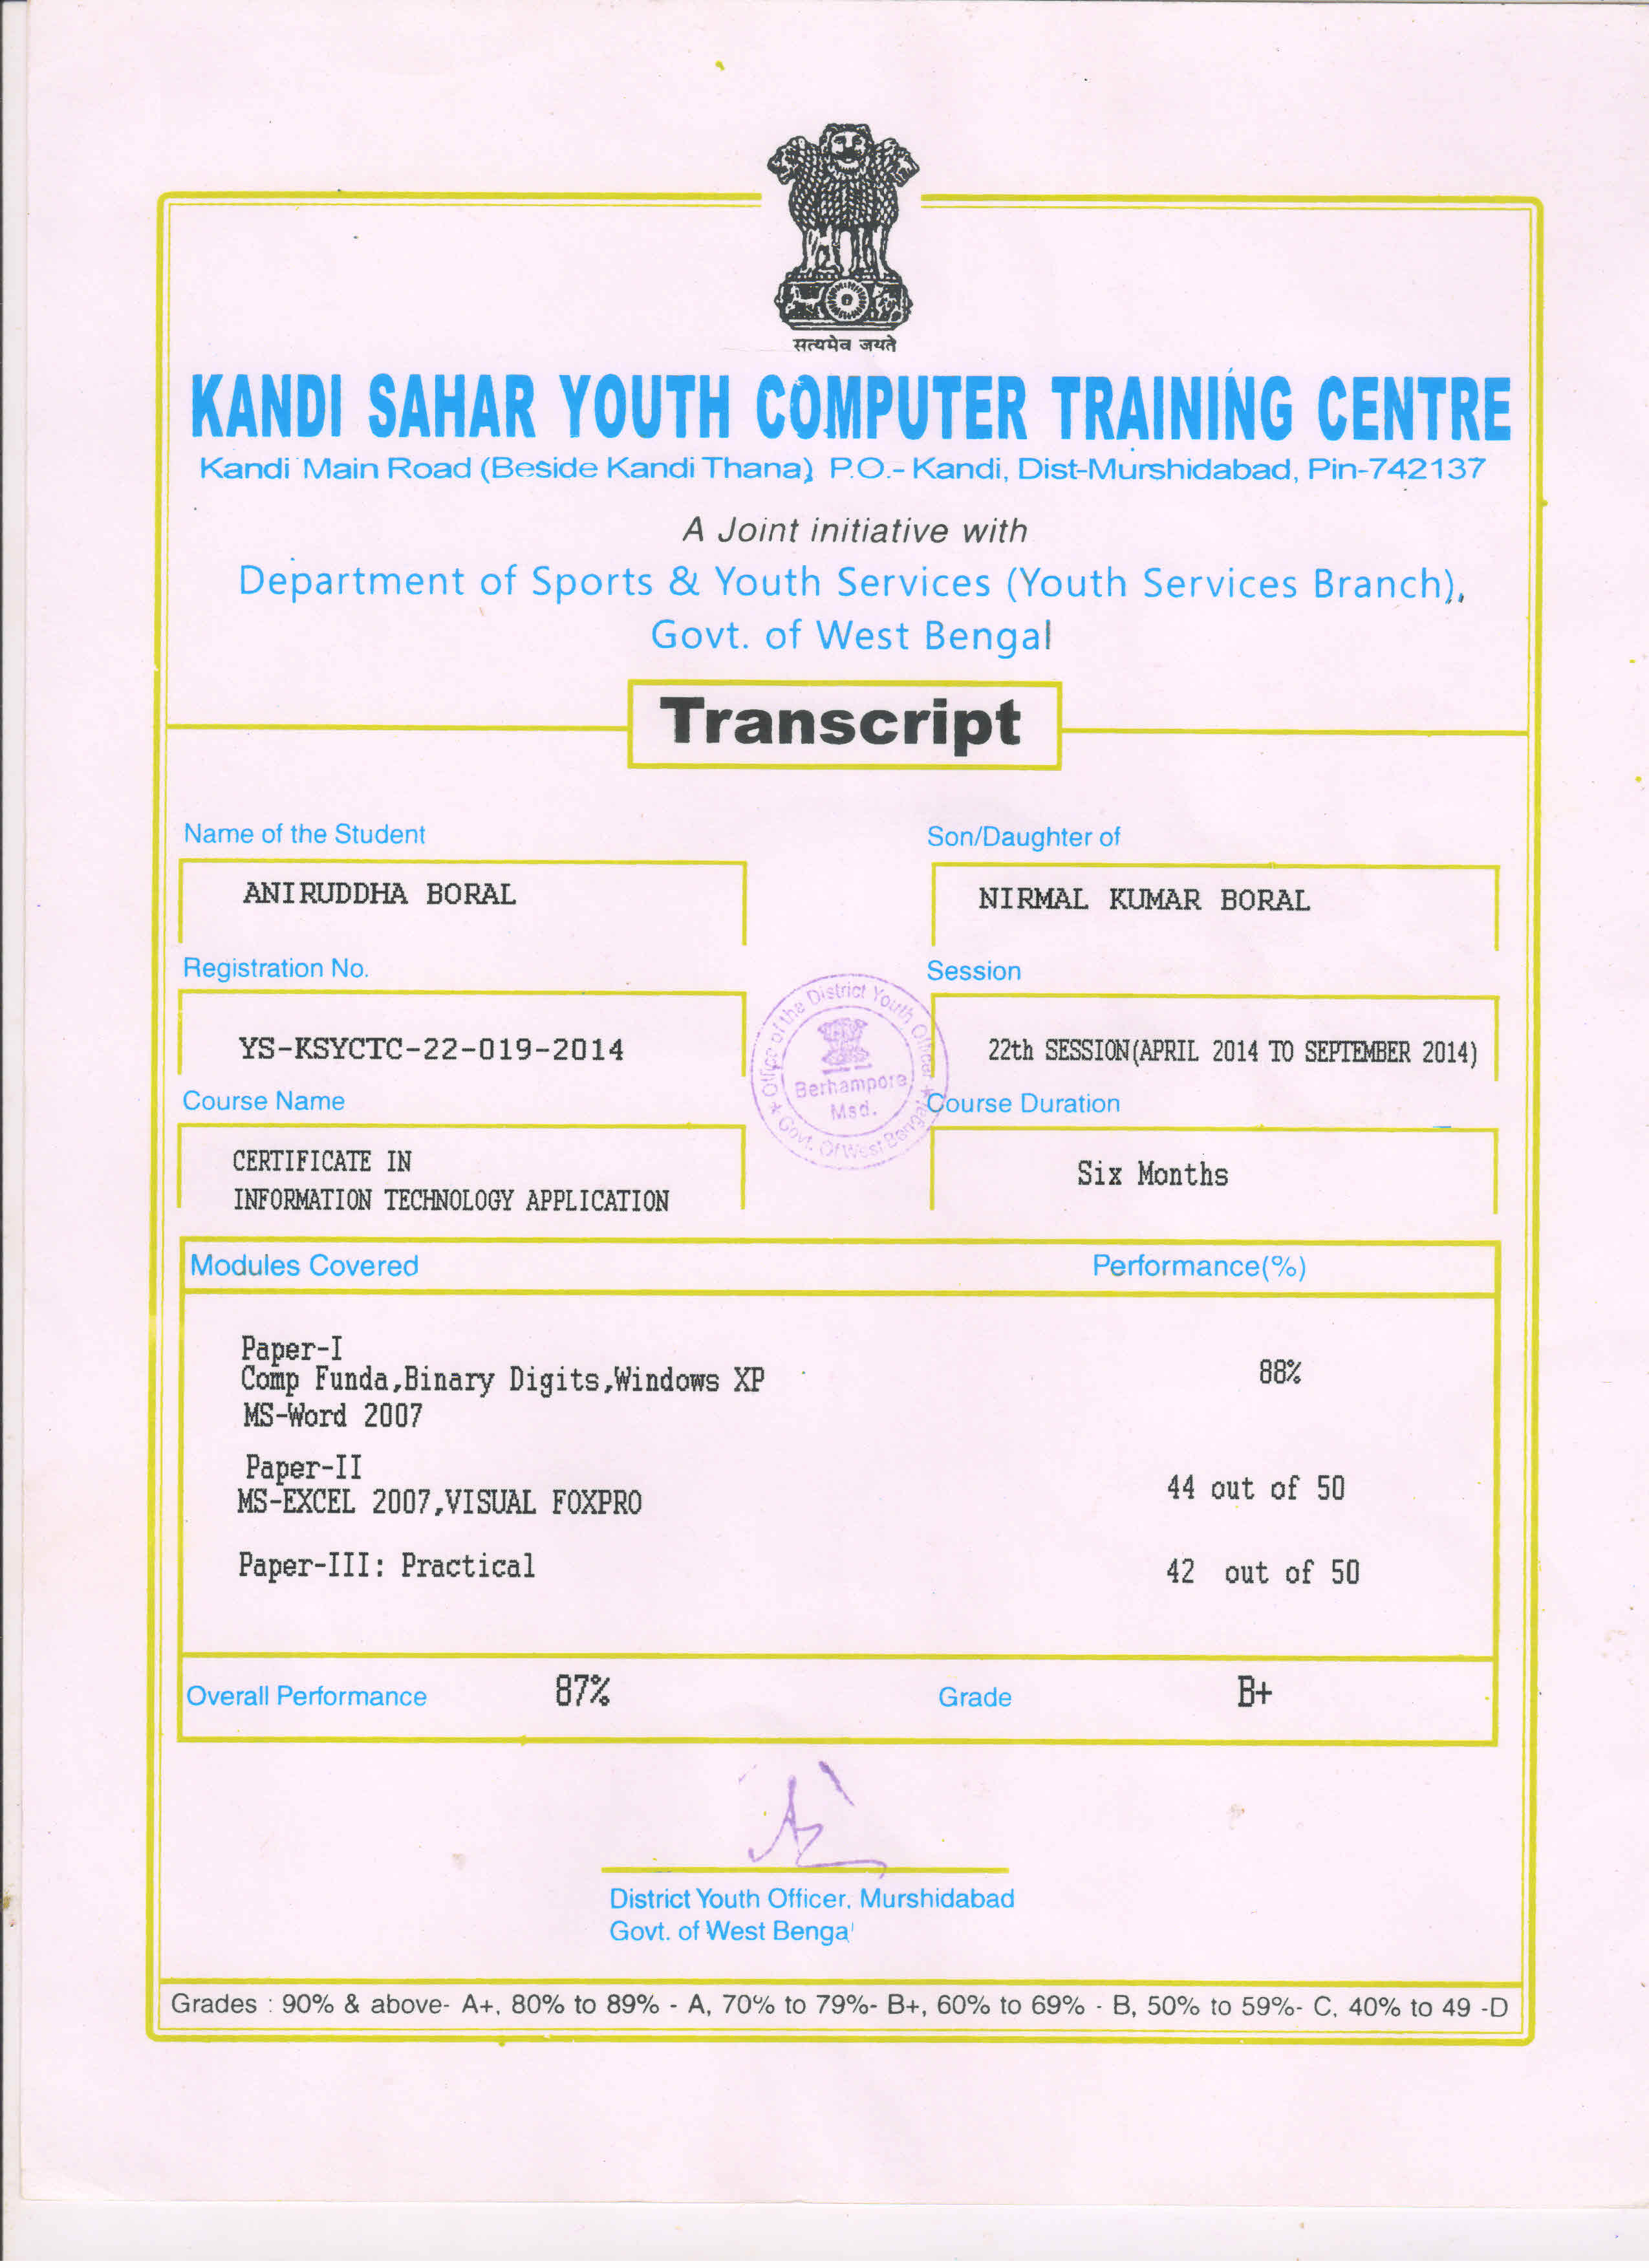 सत्यमेव जयते
KANDI SAHAR YOUTH COMPUTER TRAINING CENTRE
Kandi Main Road (Beside Kandi Thana), P.O.- Kandi, Dist-Murshidabad, Pin-742137
A Joint initiative with
Department of Sports & Youth Services (Youth Services Branch),
Govt. of West Bengal
Transcript
Name of the Student
Son/Daughter of
ANIRUDDHA BORAL
NIRMAL KUMAR BORAL
Registration No.
Session
YS-KSYCTC-22-019-2014
22th SESSION(APRIL 2014 TO SEPTEMBER 2014)
Office of the District Youth Officer
Berhampore
Msd.
Govt. Of West Bengal
Course Name
Course Duration
CERTIFICATE IN
INFORMATION TECHNOLOGY APPLICATION
Six Months
Modules Covered
Performance(%)
Paper-I
Comp Funda,Binary Digits,Windows XP
88%
MS-Word 2007
Paper-II
MS-EXCEL 2007,VISUAL FOXPRO
44 out of 50
Paper-III: Practical
42 out of 50
Overall Performance 87%
Grade B+
District Youth Officer, Murshidabad
Govt. of West Bengal
Grades : 90% & above- A+, 80% to 89% - A, 70% to 79%- B+, 60% to 69% - B, 50% to 59%- C, 40% to 49 -D